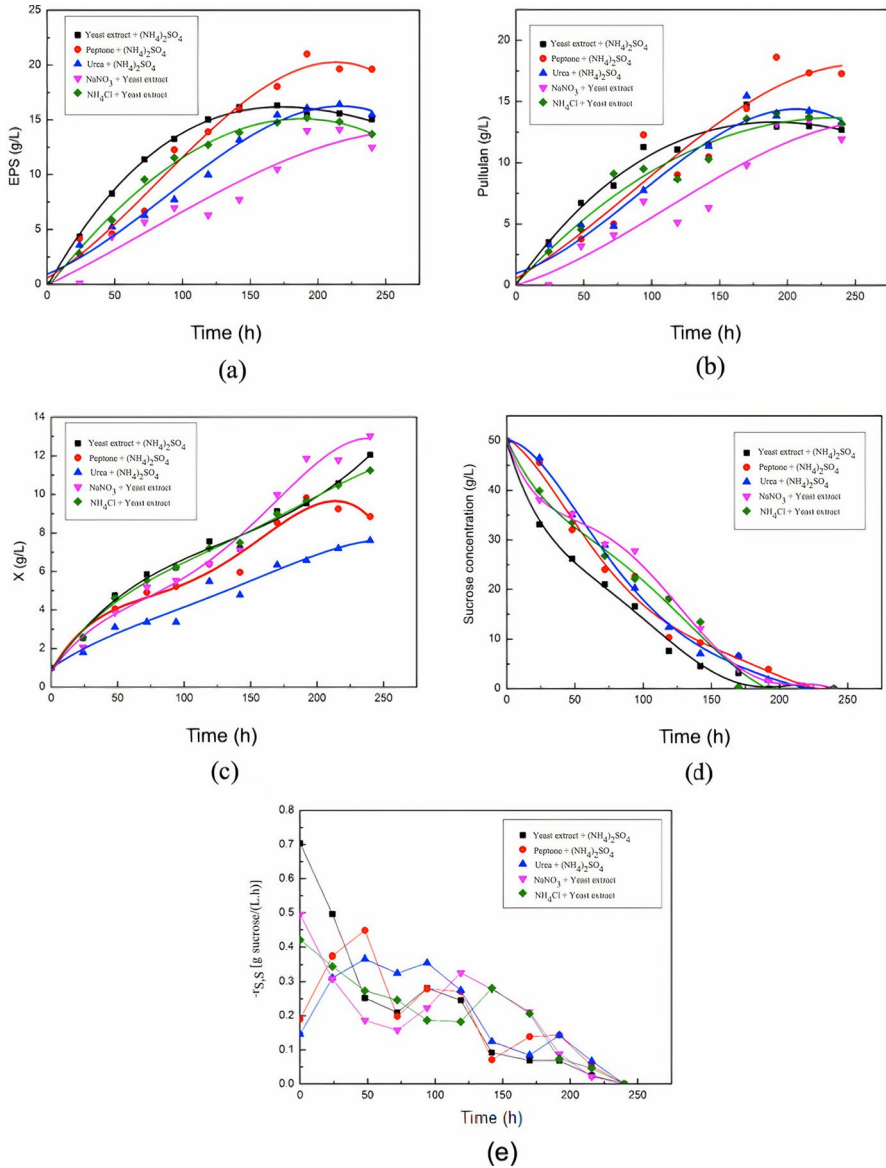 25
20
15
10
5
0
EPS (g/L)
Yeast extract + (NH₄)₂SO₄
Peptone + (NH₄)₂SO₄
Urea + (NH₄)₂SO₄
NaNO₃ + Yeast extract
NH₄Cl + Yeast extract
0 50 100 150 200 250
Time (h)
(a)
20
15
10
5
0
Pullulan (g/L)
Yeast extract + (NH₄)₂SO₄
Peptone + (NH₄)₂SO₄
Urea + (NH₄)₂SO₄
NaNO₃ + Yeast extract
NH₄Cl + Yeast extract
0 50 100 150 200 250
Time (h)
(b)
14
12
10
8
6
4
2
0
X (g/L)
Yeast extract + (NH₄)₂SO₄
Peptone + (NH₄)₂SO₄
Urea + (NH₄)₂SO₄
NaNO₃ + Yeast extract
NH₄Cl + Yeast extract
0 50 100 150 200 250
Time (h)
(c)
50
40
30
20
10
0
Sucrose concentration (g/L)
Yeast extract + (NH₄)₂SO₄
Peptone + (NH₄)₂SO₄
Urea + (NH₄)₂SO₄
NaNO₃ + Yeast extract
NH₄Cl + Yeast extract
0 50 100 150 200 250
Time (h)
(d)
0.8
0.7
0.6
0.5
0.4
0.3
0.2
0.1
0.0
-rS,S [g sucrose/(L.h)]
Yeast extract + (NH₄)₂SO₄
Peptone + (NH₄)₂SO₄
Urea + (NH₄)₂SO₄
NaNO₃ + Yeast extract
NH₄Cl + Yeast extract
0 50 100 150 200 250
Time (h)
(e)